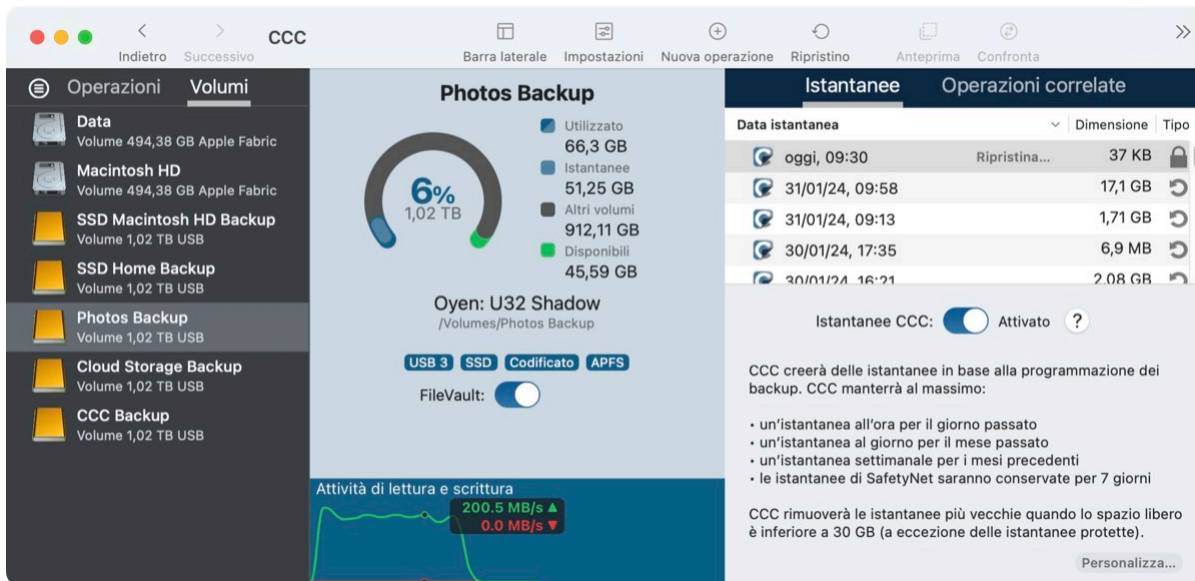 CCC
Indietro
Successivo
Barra laterale
Impostazioni
Nuova operazione
Ripristino
Anteprima
Confronta
Operazioni
Volumi
Data
Volume 494,38 GB Apple Fabric
Macintosh HD
Volume 494,38 GB Apple Fabric
SSD Macintosh HD Backup
Volume 1,02 TB USB
SSD Home Backup
Volume 1,02 TB USB
Photos Backup
Volume 1,02 TB USB
Cloud Storage Backup
Volume 1,02 TB USB
CCC Backup
Volume 1,02 TB USB
Photos Backup
6%
1,02 TB
Utilizzato
66,3 GB
Istantanee
51,25 GB
Altri volumi
912,11 GB
Disponibili
45,59 GB
Oyen: U32 Shadow
/Volumes/Photos Backup
USB 3 SSD Codificato APFS
FileVault:
Attività di lettura e scrittura
200.5 MB/s
0.0 MB/s
Istantanee
Operazioni correlate
Data istantanea Dimensione Tipo
oggi, 09:30 Ripristina... 37 KB
31/01/24, 09:58 17,1 GB
31/01/24, 09:13 1,71 GB
30/01/24, 17:35 6,9 MB
30/01/24, 16:21 2,08 GB
Istantanee CCC: Attivato ?
CCC creerà delle istantanee in base alla programmazione dei
backup. CCC manterrà al massimo:
• un'istantanea all'ora per il giorno passato
• un'istantanea al giorno per il mese passato
• un'istantanea settimanale per i mesi precedenti
• le istantanee di SafetyNet saranno conservate per 7 giorni
CCC rimuoverà le istantanee più vecchie quando lo spazio libero
è inferiore a 30 GB (a eccezione delle istantanee protette).
Personalizza...